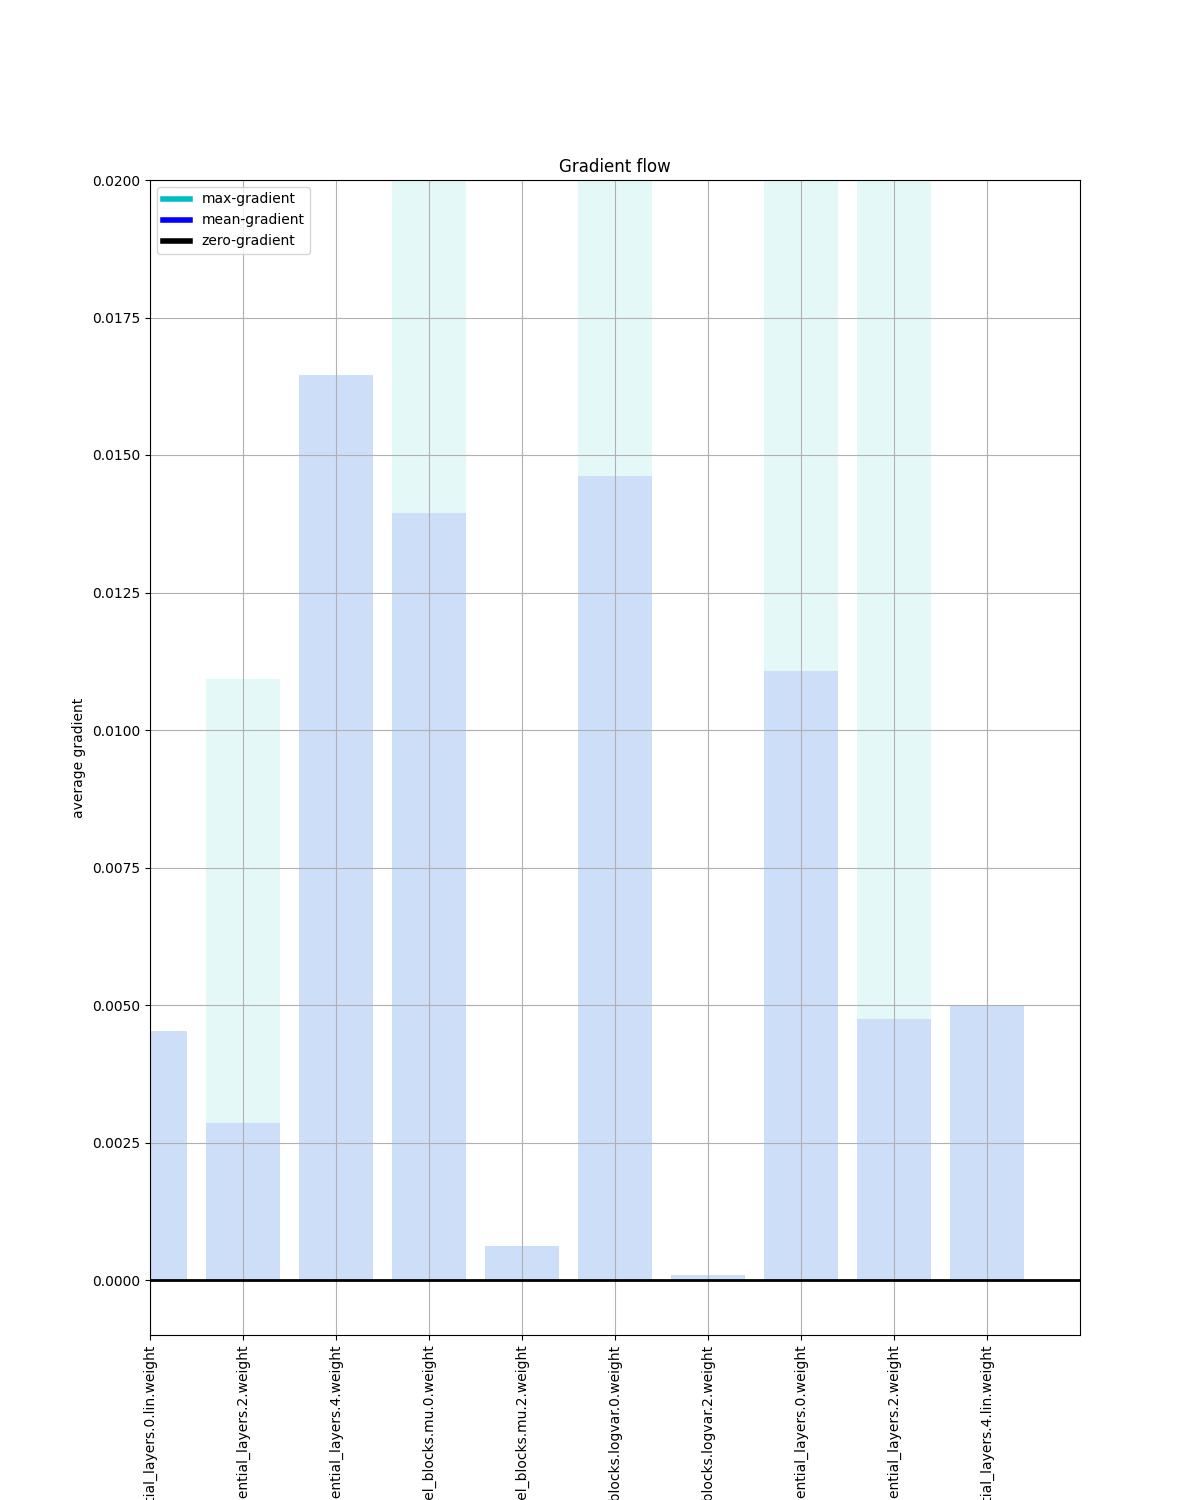 Gradient flow
max-gradient
mean-gradient
zero-gradient
0.0200
0.0175
0.0150
0.0125
0.0100
0.0075
0.0050
0.0025
0.0000
average gradient
tial_layers.0.lin.weight
ential_layers.2.weight
ential_layers.4.weight
el_blocks.mu.0.weight
el_blocks.mu.2.weight
blocks.logvar.0.weight
blocks.logvar.2.weight
ential_layers.0.weight
ential_layers.2.weight
tial_layers.4.lin.weight